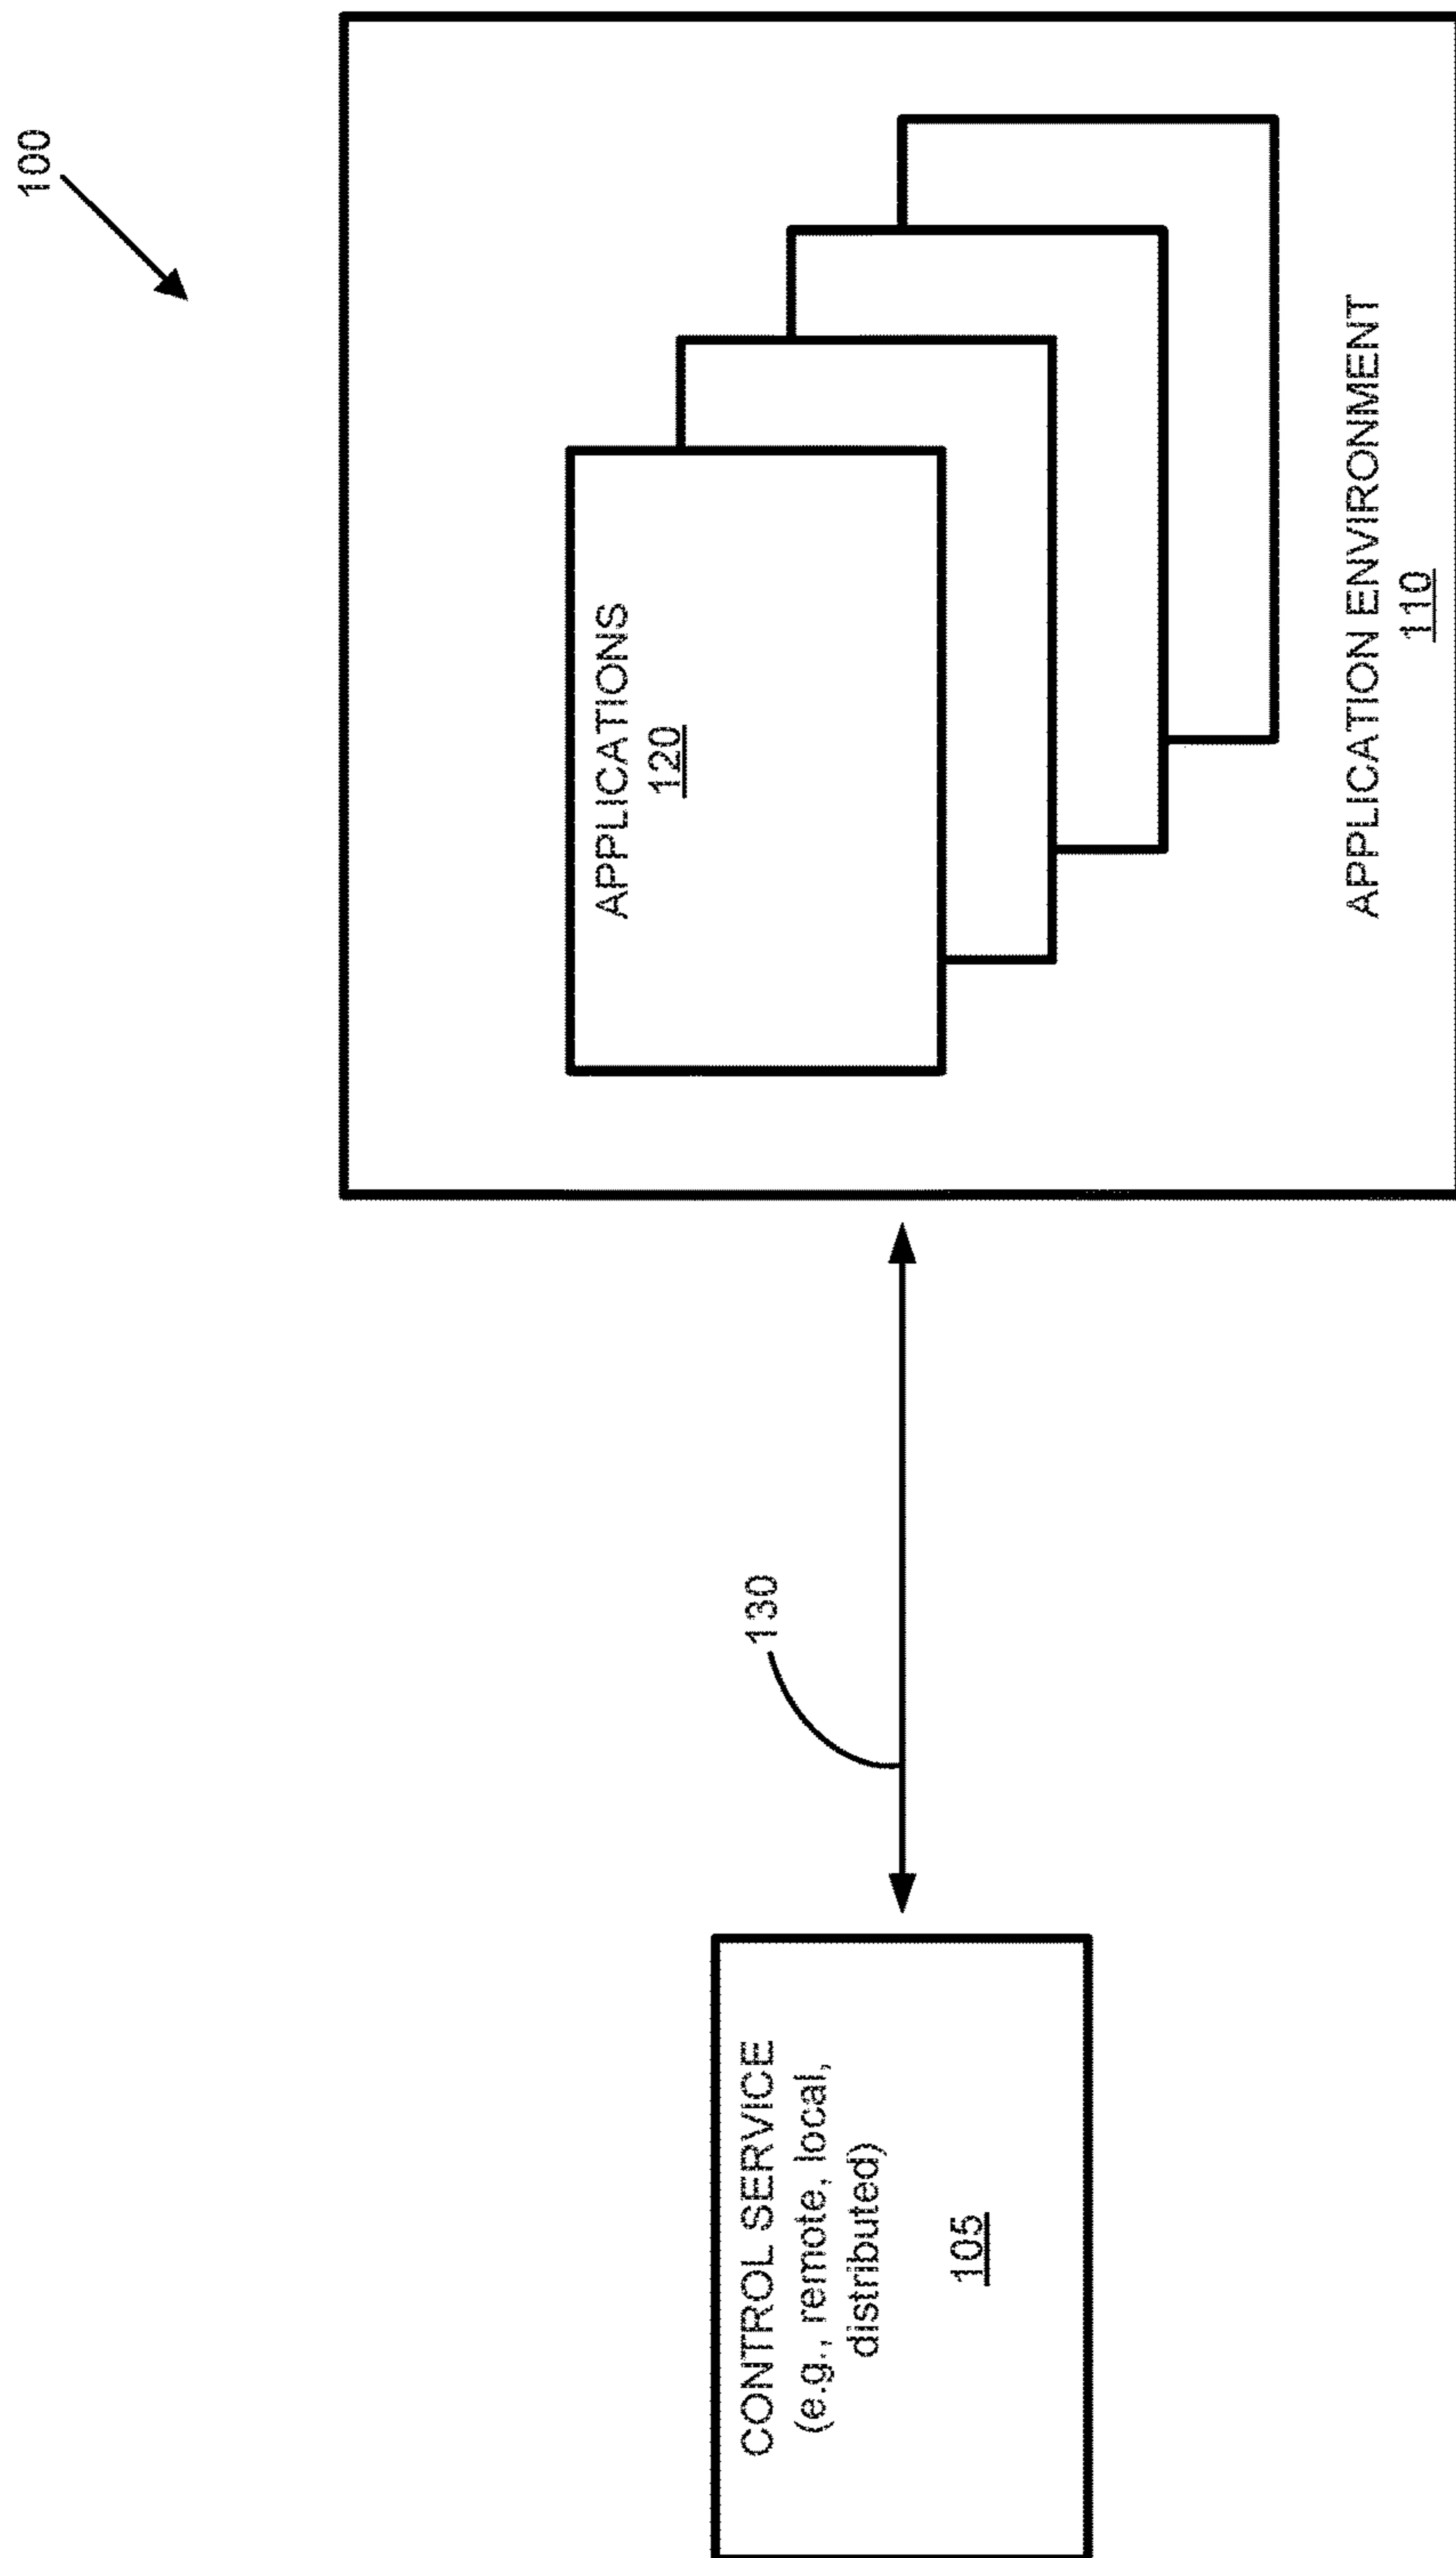 100
APPLICATIONS
120
APPLICATION ENVIRONMENT
110
130
CONTROL SERVICE
(e.g., remote, local,
distributed)
105